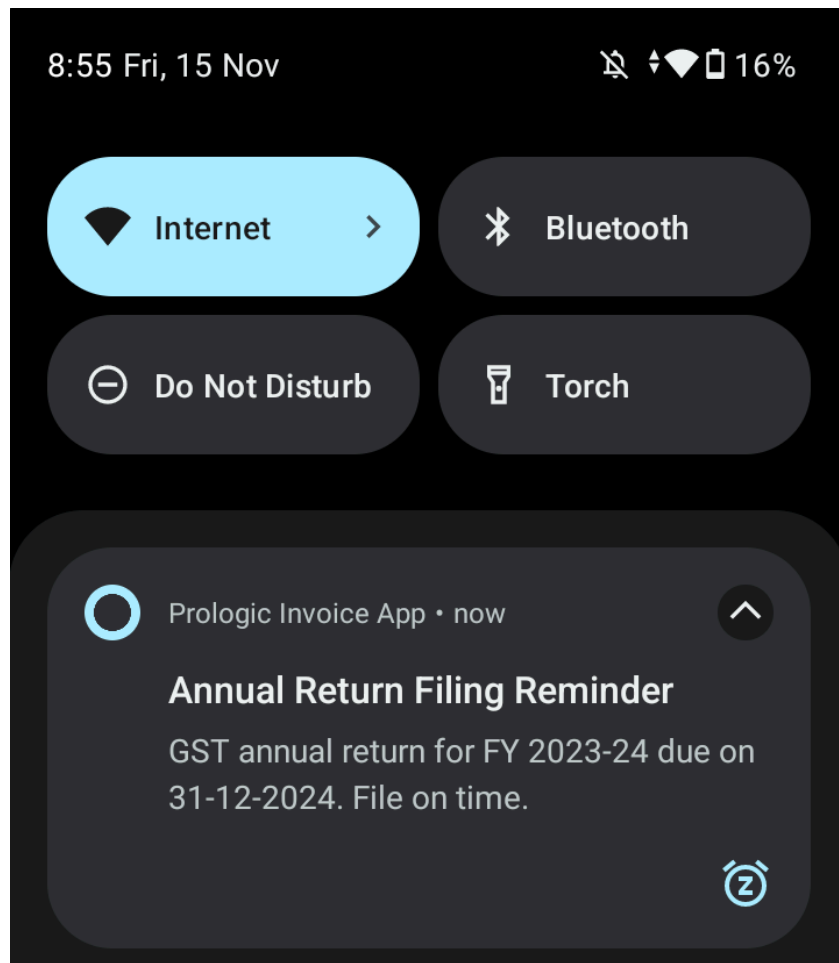 8:55 Fri, 15 Nov 16%
Internet
Bluetooth
Do Not Disturb
Torch
Prologic Invoice App • now
Annual Return Filing Reminder
GST annual return for FY 2023-24 due on
31-12-2024. File on time.